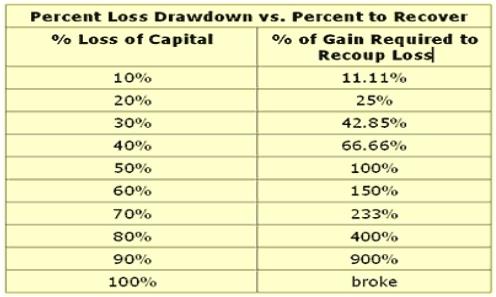 Percent Loss Drawdown vs. Percent to Recover
% Loss of Capital % of Gain Required to
Recoup Loss
10% 11.11%
20% 25%
30% 42.85%
40% 66.66%
50% 100%
60% 150%
70% 233%
80% 400%
90% 900%
100% broke